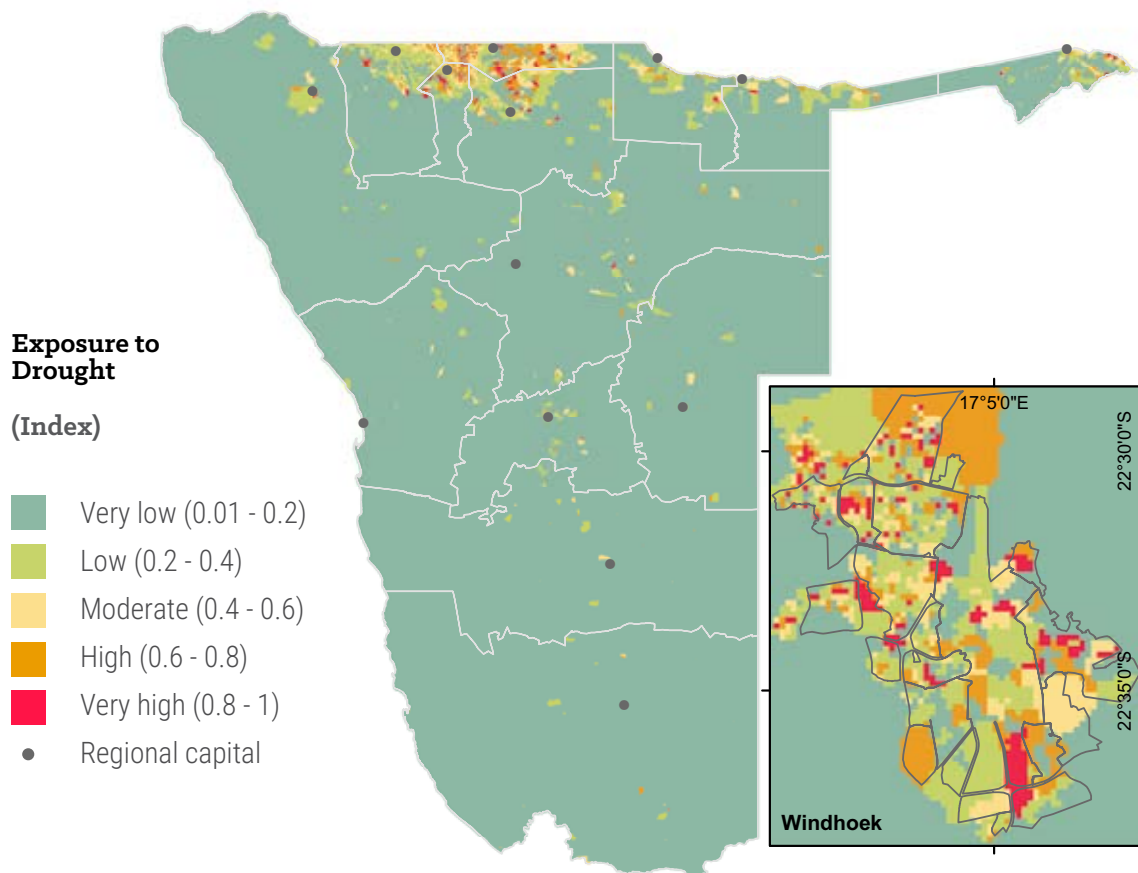 Exposure to
Drought
(Index)
Very low (0.01 - 0.2)
Low (0.2 - 0.4)
Moderate (0.4 - 0.6)
High (0.6 - 0.8)
Very high (0.8 - 1)
Regional capital
17°5'0"E
22°30'0"S
22°35'0"S
Windhoek